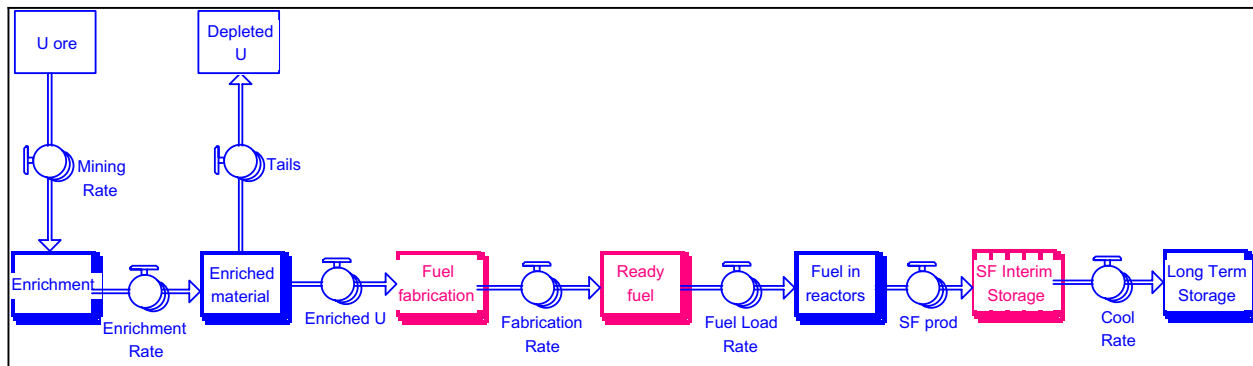 U ore
Depleted
U
Mining
Rate
Tails
Enrichment
Enrichment
Rate
Enriched
material
Enriched U
Fuel
fabrication
Fabrication
Rate
Ready
fuel
Fuel Load
Rate
Fuel in
reactors
SF prod
SF Interim
Storage
Cool
Rate
Long Term
Storage